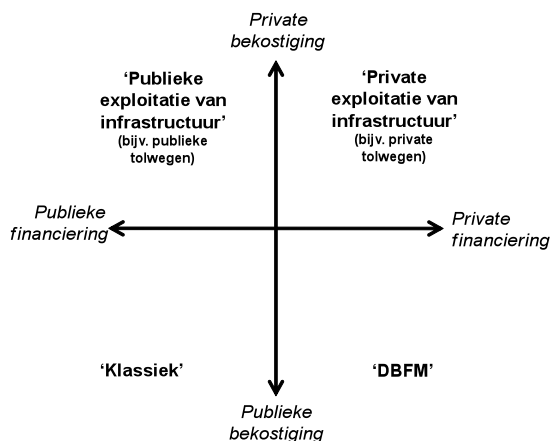 Private
bekostiging
‘Publieke
exploitatie van
infrastructuur’
(bijv. publieke
tolwegen)
‘Private
exploitatie van
infrastructuur’
(bijv. private
tolwegen)
Publieke
financiering
Private
financiering
‘Klassiek’
‘DBFM’
Publieke
bekostiging